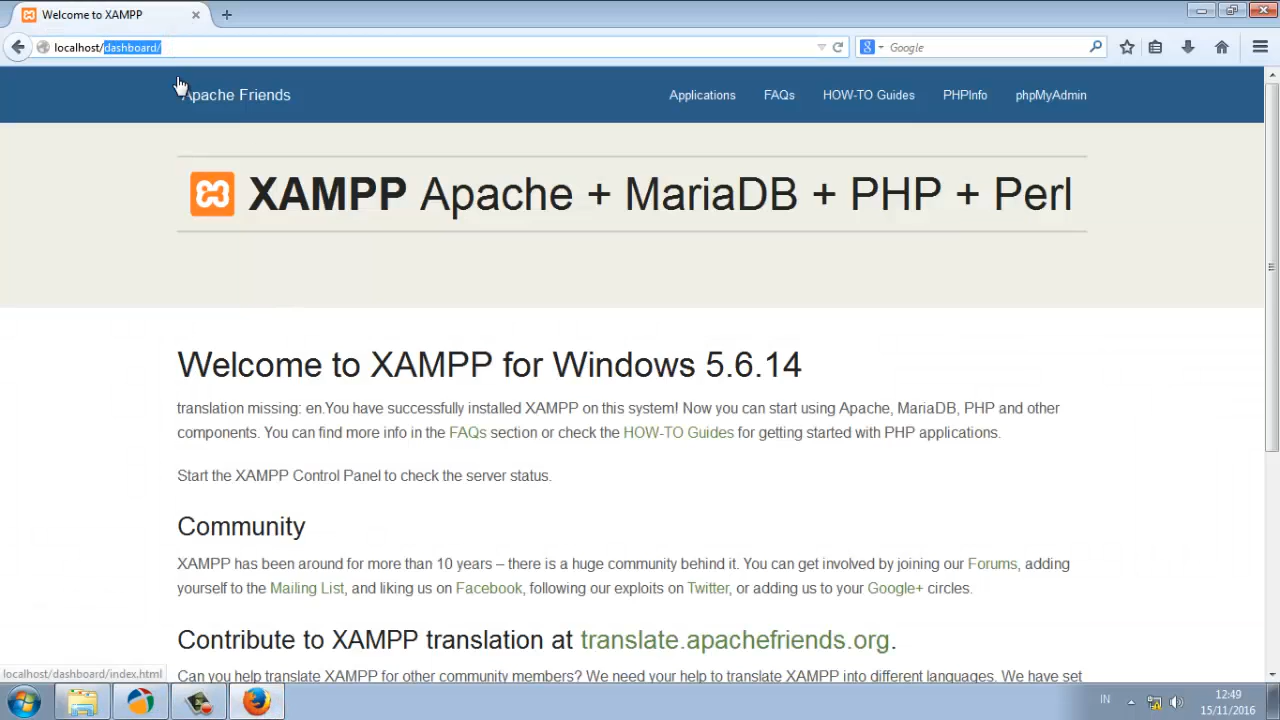 Welcome to XAMPP
localhost/dashboard/
Google
Apache Friends
Applications FAQs HOW-TO Guides PHPInfo phpMyAdmin
XAMPP Apache + MariaDB + PHP + Perl
Welcome to XAMPP for Windows 5.6.14
translation missing: en.You have successfully installed XAMPP on this system! Now you can start using Apache, MariaDB, PHP and other
components. You can find more info in the FAQs section or check the HOW-TO Guides for getting started with PHP applications.
Start the XAMPP Control Panel to check the server status.
Community
XAMPP has been around for more than 10 years – there is a huge community behind it. You can get involved by joining our Forums, adding
yourself to the Mailing List, and liking us on Facebook, following our exploits on Twitter, or adding us to your Google+ circles.
Contribute to XAMPP translation at translate.apachefriends.org.
Can you help translate XAMPP for other community members? We need your help to translate XAMPP into different languages. We have set
localhost/dashboard/index.html
IN
12:49
15/11/2016